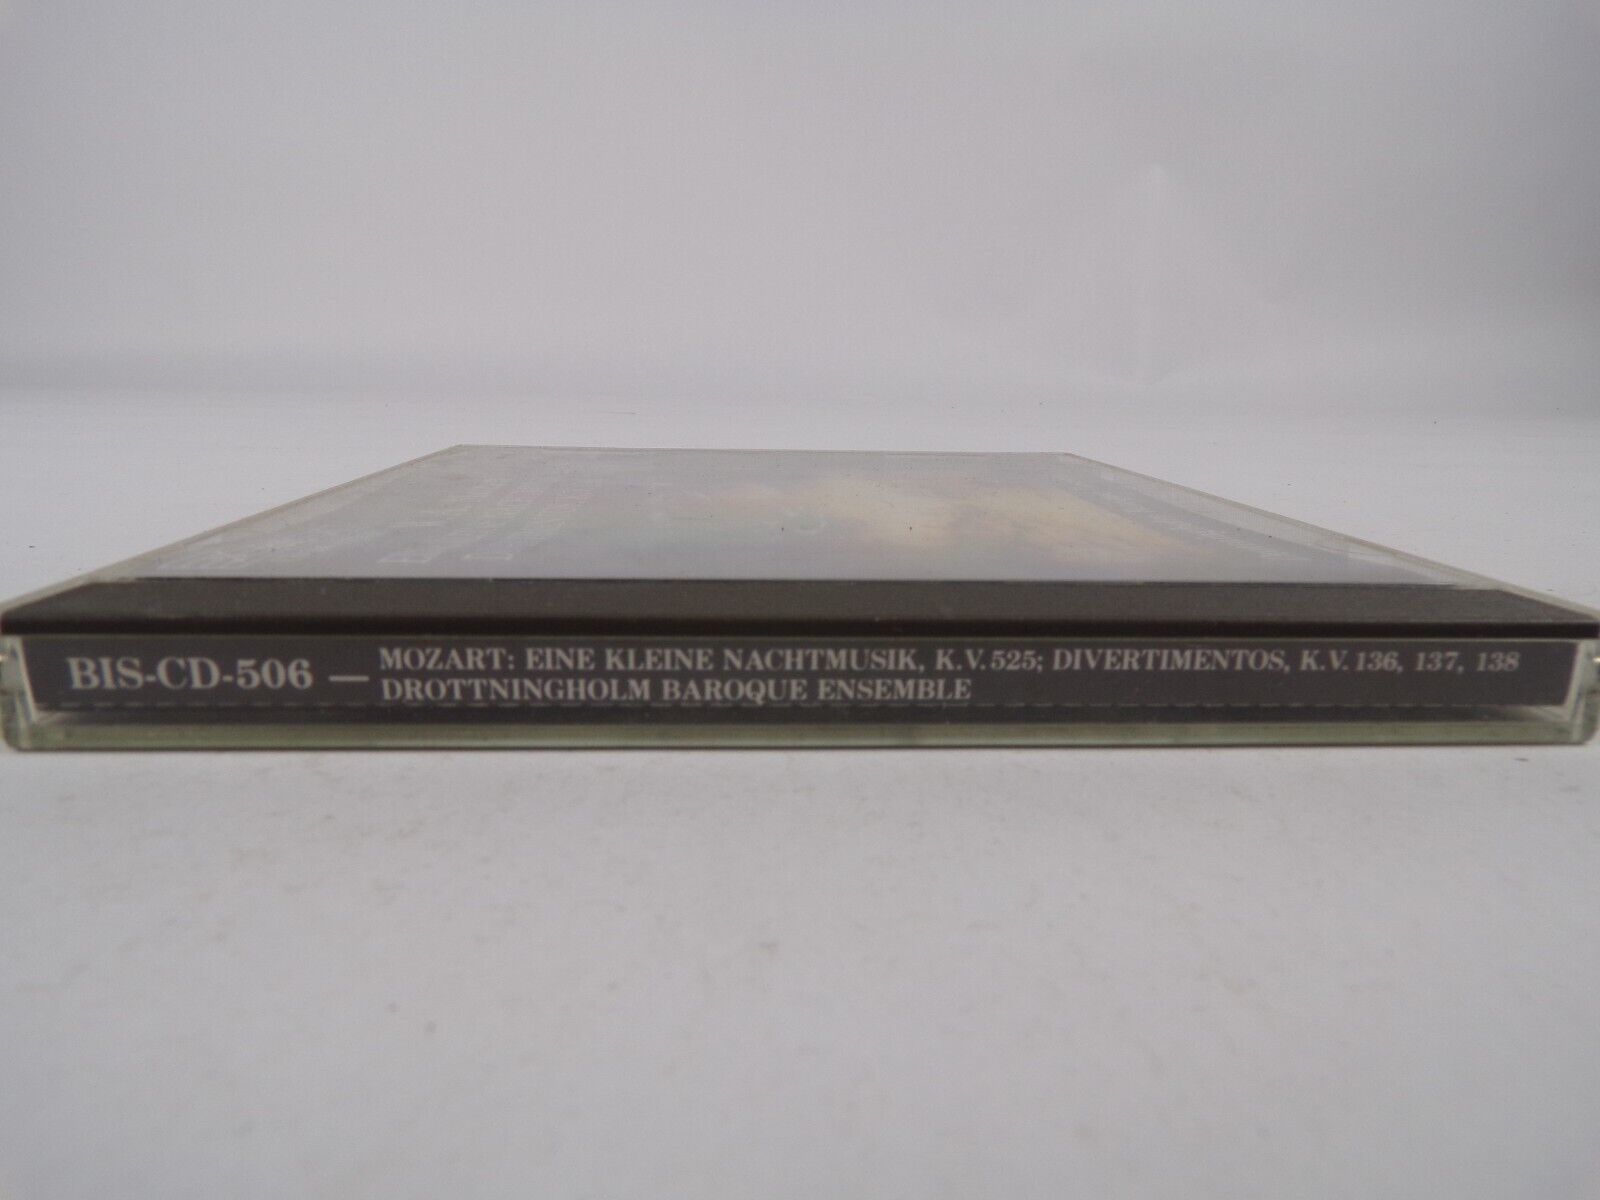 BIS-CD-506 — MOZART: EINE KLEINE NACHTMUSIK, K.V.525; DIVERTIMENTOS, K.V.136, 137, 138
DROTTNINGHOLM BAROQUE ENSEMBLE